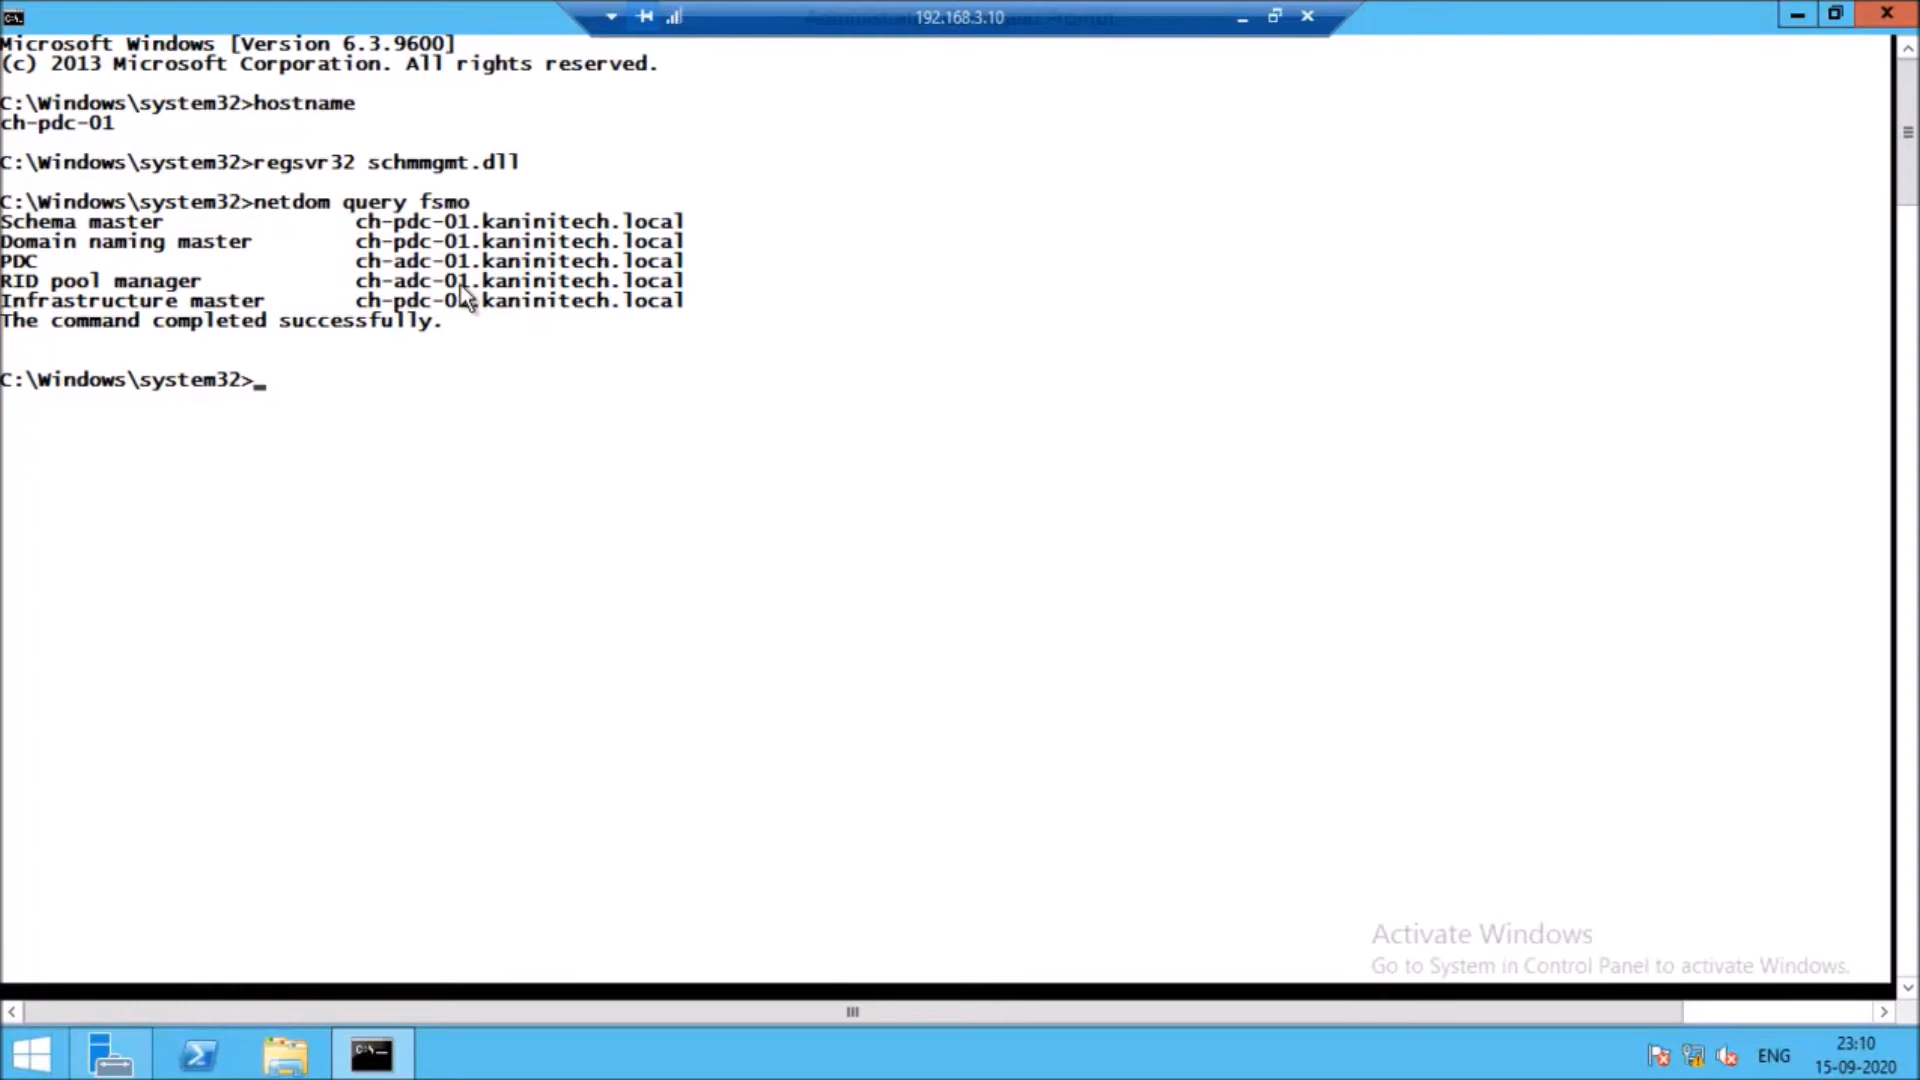 192.168.3.10
Microsoft Windows [Version 6.3.9600]
(c) 2013 Microsoft Corporation. All rights reserved.
C:\Windows\system32>hostname
ch-pdc-01
C:\Windows\system32>regsvr32 schmmgmt.dll
C:\Windows\system32>netdom query fsmo
Schema master ch-pdc-01.kaninitech.local
Domain naming master ch-pdc-01.kaninitech.local
PDC ch-adc-01.kaninitech.local
RID pool manager ch-adc-01.kaninitech.local
Infrastructure master ch-pdc-01.kaninitech.local
The command completed successfully.
C:\Windows\system32>_
Activate Windows
Go to System in Control Panel to activate Windows.
ENG
23:10
15-09-2020